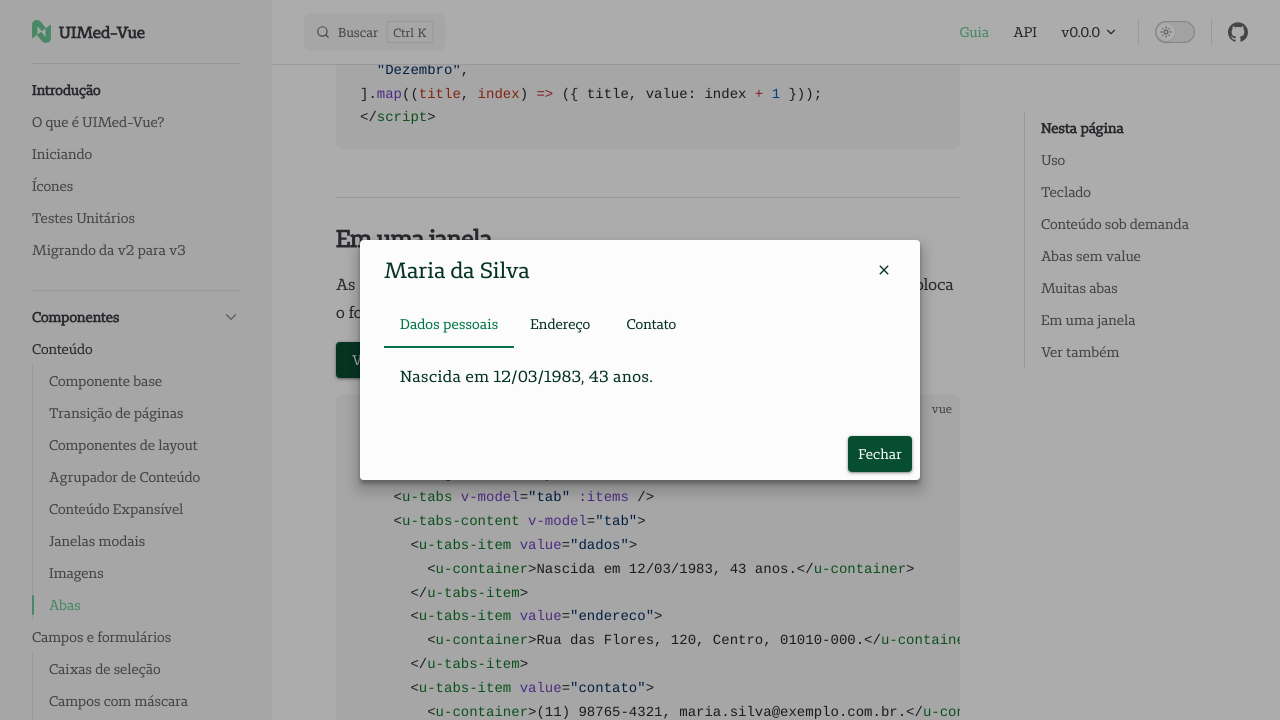 UIMed-Vue
Buscar
Ctrl K
Guia
API
v0.0.0
Introdução
O que é UIMed-Vue?
Iniciando
Ícones
Testes Unitários
Migrando da v2 para v3
Componentes
Conteúdo
Componente base
Transição de páginas
Componentes de layout
Agrupador de Conteúdo
Conteúdo Expansível
Janelas modais
Imagens
Abas
Campos e formulários
Caixas de seleção
Campos com máscara
"Dezembro",
].map((title, index) => ({ title, value: index + 1 }));
</script>
Em uma janela
As
loca
o fo
V
Maria da Silva
Dados pessoais
Endereço
Contato
Nascida em 12/03/1983, 43 anos.
Fechar
vue
<u-tabs v-model="tab" :items />
<u-tabs-content v-model="tab">
<u-tabs-item value="dados">
<u-container>Nascida em 12/03/1983, 43 anos.</u-container>
</u-tabs-item>
<u-tabs-item value="endereco">
<u-container>Rua das Flores, 120, Centro, 01010-000.</u-containe
</u-tabs-item>
<u-tabs-item value="contato">
<u-container>(11) 98765-4321, maria.silva@exemplo.com.br.</u-co
Nesta página
Uso
Teclado
Conteúdo sob demanda
Abas sem value
Muitas abas
Em uma janela
Ver também